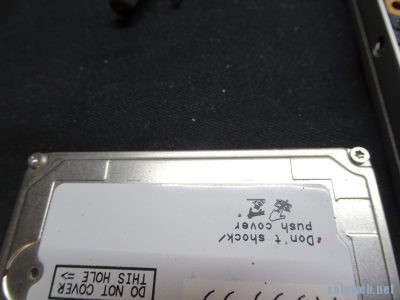 •Don't shock/
push cover
DO NOT COVER
THIS HOLE =>